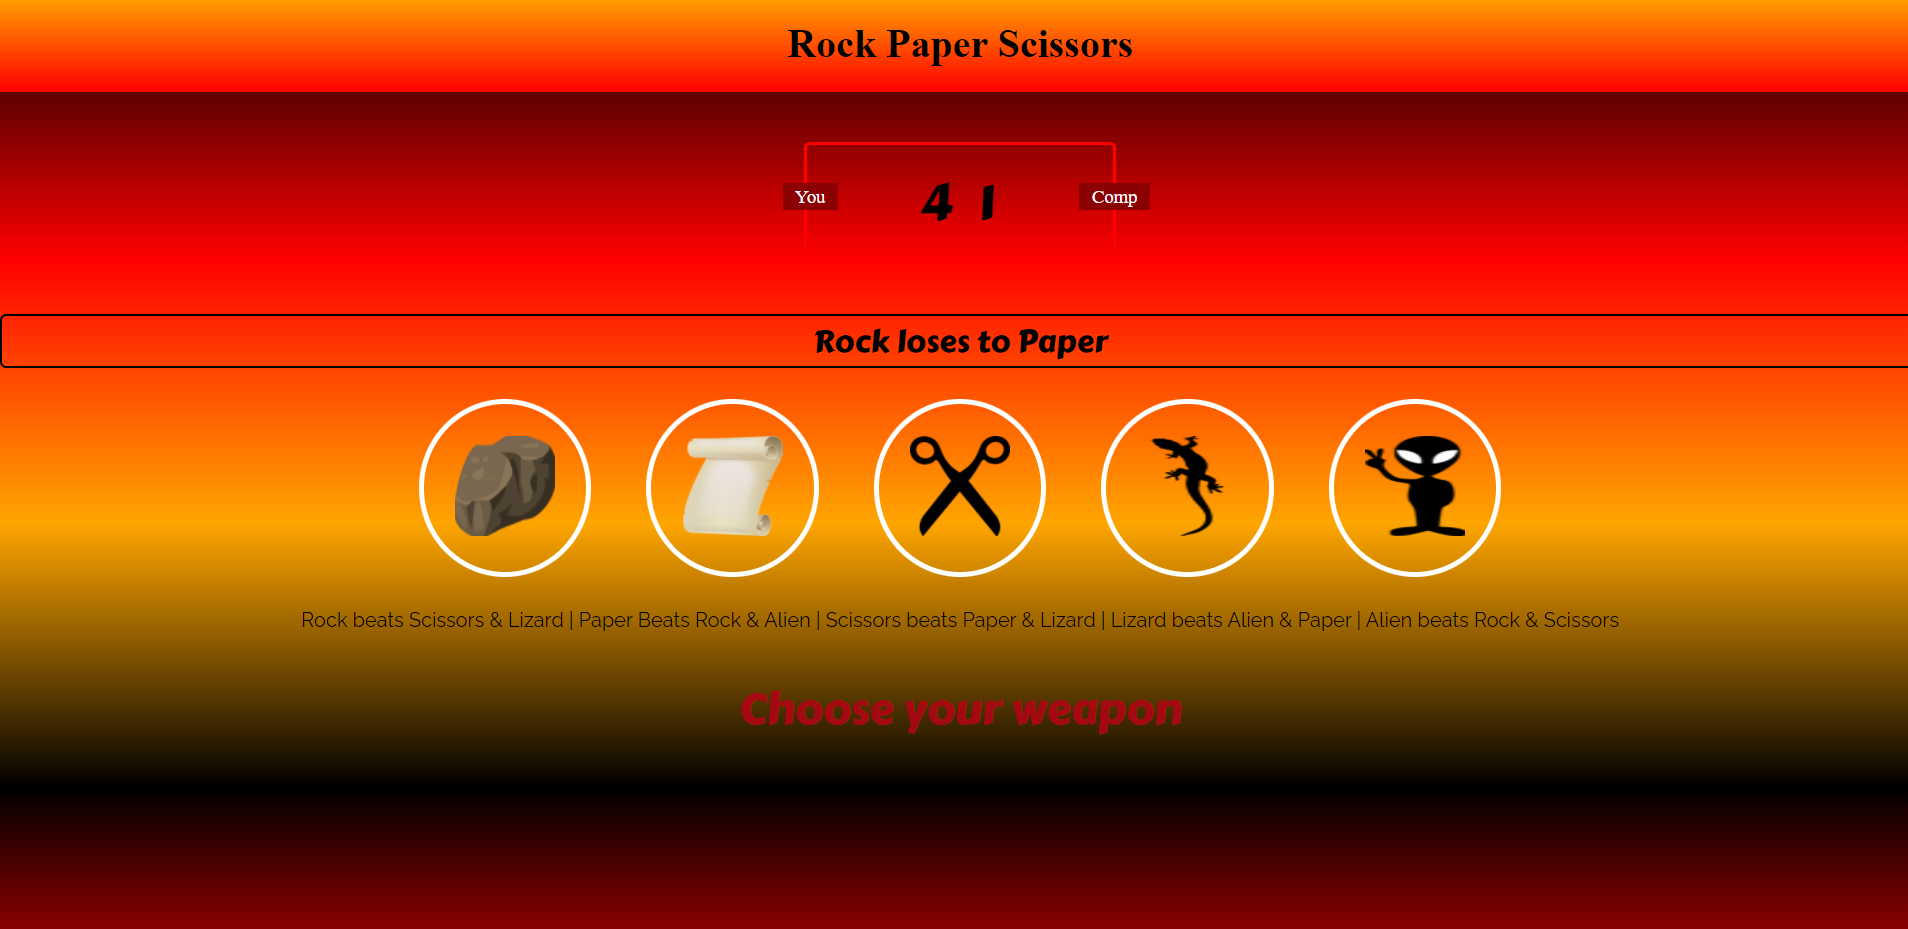 Rock Paper Scissors
You 4 1 Comp
Rock loses to Paper
Rock beats Scissors & Lizard | Paper Beats Rock & Alien | Scissors beats Paper & Lizard | Lizard beats Alien & Paper | Alien beats Rock & Scissors
Choose your weapon